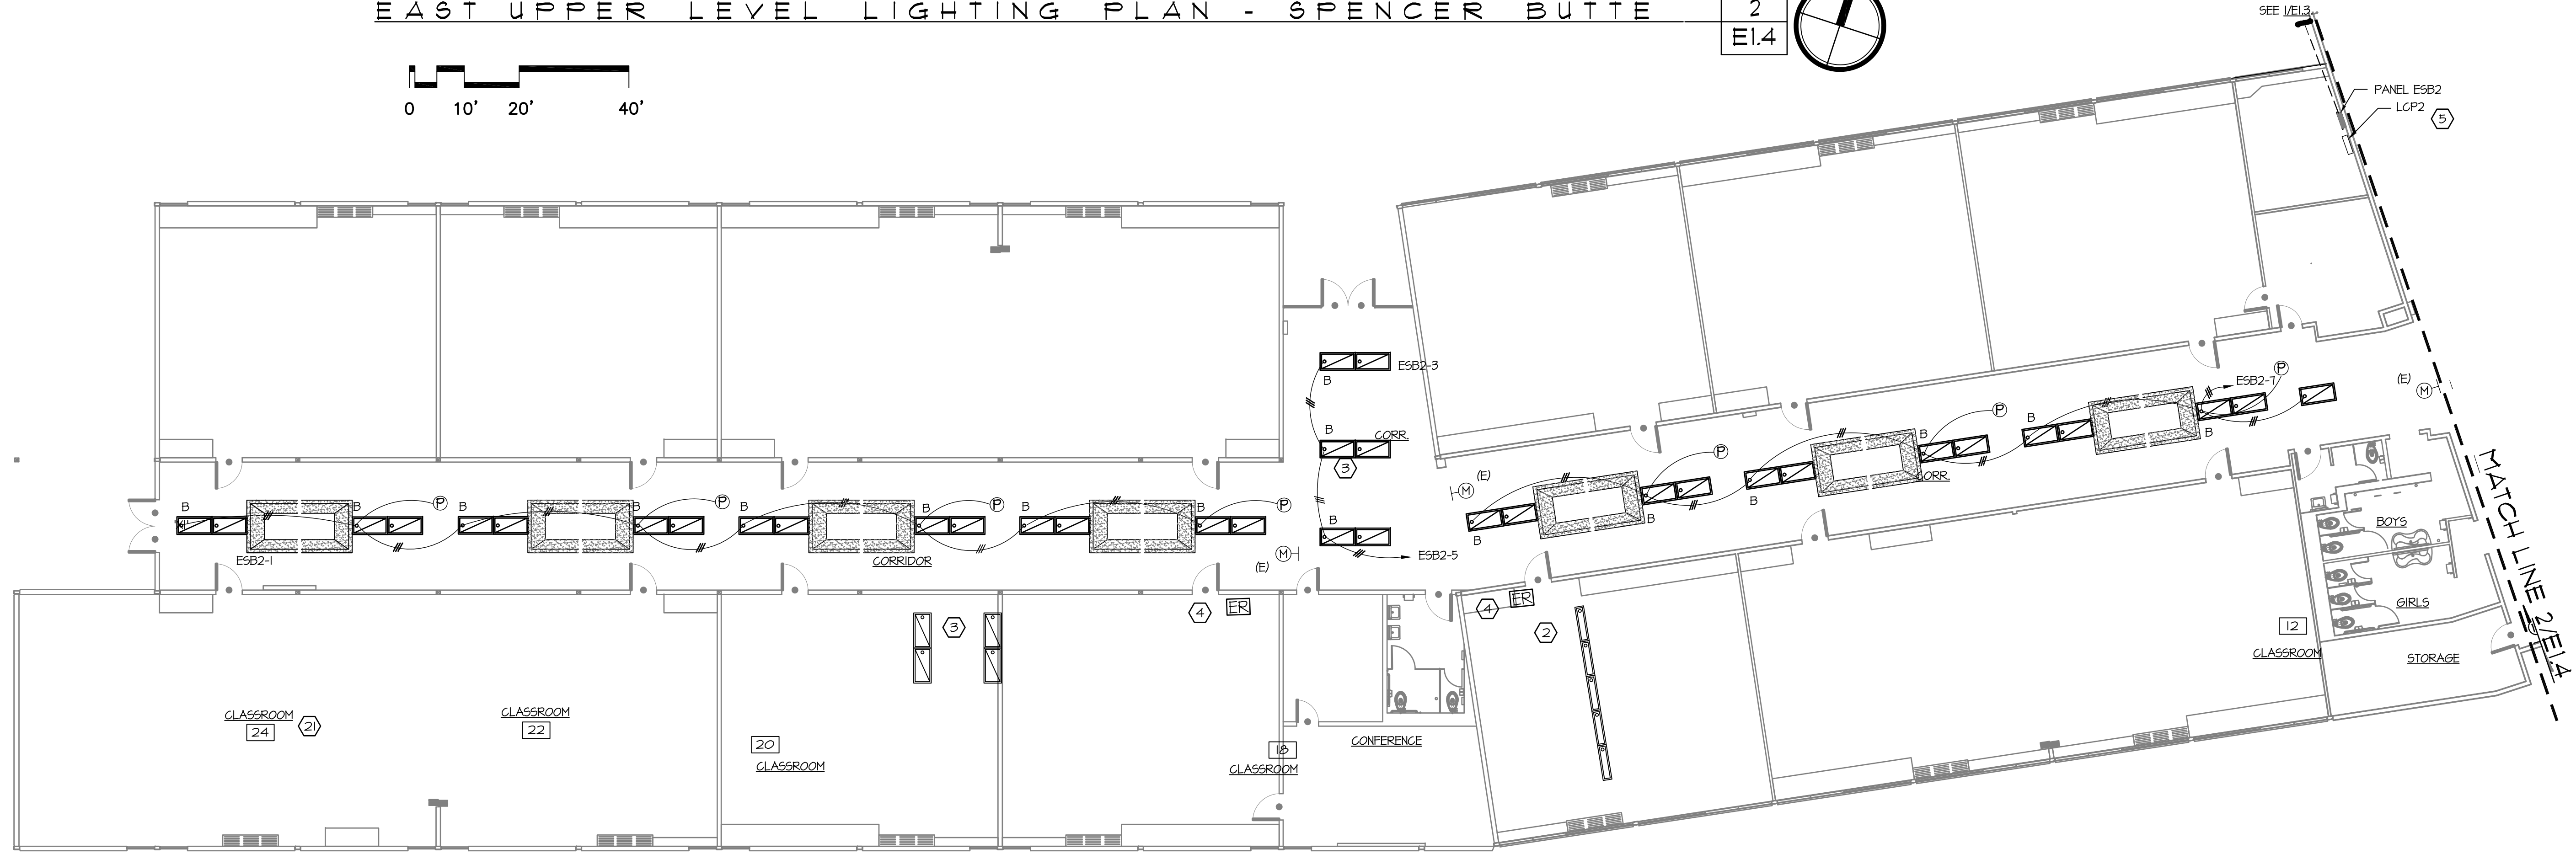 EAST UPPER LEVEL LIGHTING PLAN - SPENCER BUTTE
2
E1.4
0 10' 20' 40'
SEE 1/E1.3
PANEL ESB2
LCP2
5
B
ESB2-3
B
CORR.
3
B
ESB2-5
M
(E)
(E)
M
B
B
P
B
B
P
CORR.
B
B
P
ESB2-7
(E)
M
B
B
P
B
B
P
B
B
P
B
B
P
ESB2-1
CORRIDOR
3
4
ER
4
ER
2
BOYS
GIRLS
12
CLASSROOM
STORAGE
MATCH LINE 2/E1.4
CLASSROOM
24
21
CLASSROOM
22
20
CLASSROOM
18
CLASSROOM
CONFERENCE